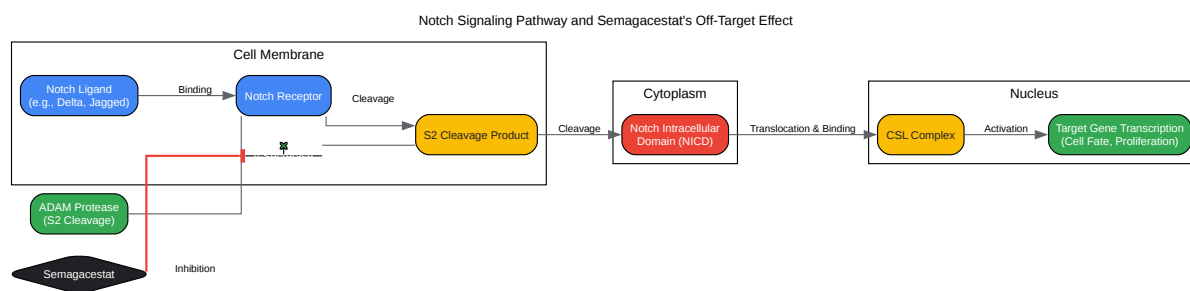 Notch Signaling Pathway and Semagacestat's Off-Target Effect
Cell Membrane
Notch Ligand
(e.g., Delta, Jagged)
Binding
Notch Receptor
Cleavage
S2 Cleavage Product
Cleavage
Cytoplasm
Notch Intracellular
Domain (NICD)
Translocation & Binding
Nucleus
CSL Complex
Activation
Target Gene Transcription
(Cell Fate, Proliferation)
ADAM Protease
(S2 Cleavage)
Semagacestat
Inhibition